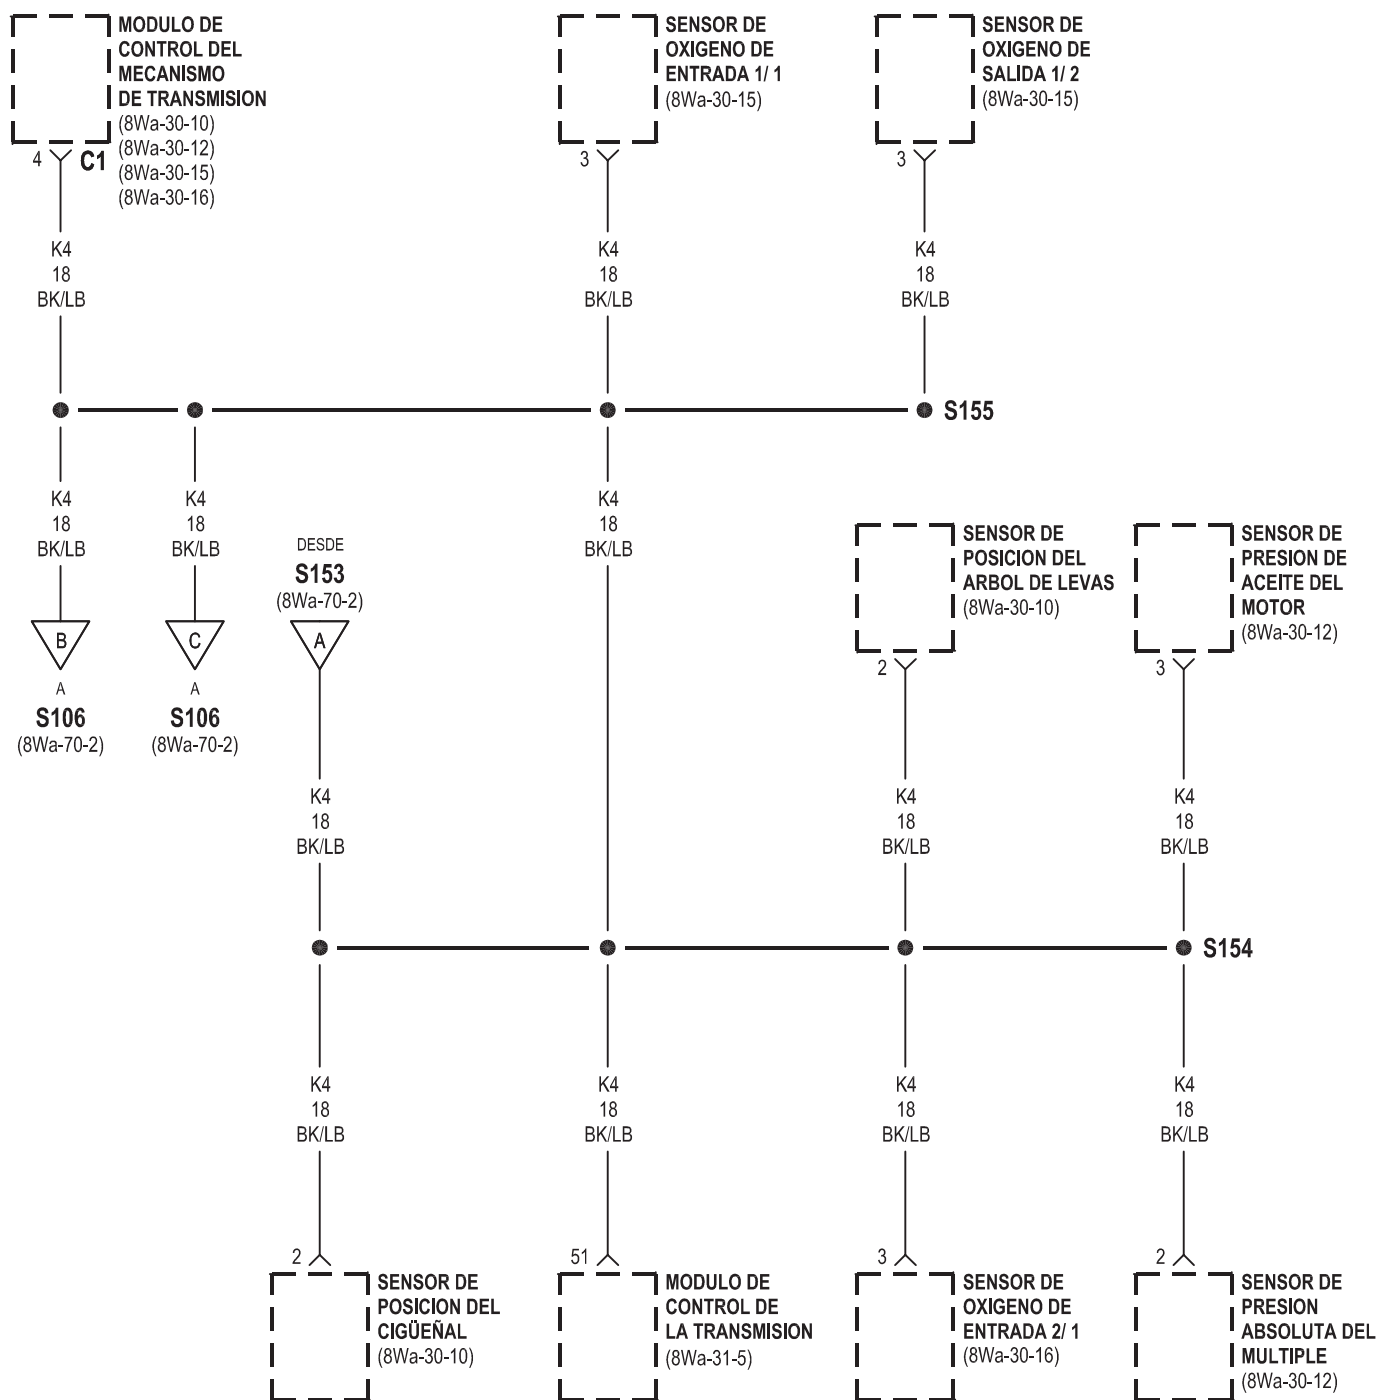 MODULO DE
CONTROL DEL
MECANISMO
DE TRANSMISION
(8Wa-30-10)
(8Wa-30-12)
(8Wa-30-15)
(8Wa-30-16)
4
C1
SENSOR DE
OXIGENO DE
ENTRADA 1/ 1
(8Wa-30-15)
3
SENSOR DE
OXIGENO DE
SALIDA 1/ 2
(8Wa-30-15)
3
K4
18
BK/LB
K4
18
BK/LB
K4
18
BK/LB
S155
K4
18
BK/LB
K4
18
BK/LB
K4
18
BK/LB
B
A
S106
(8Wa-70-2)
C
A
S106
(8Wa-70-2)
DESDE
S153
(8Wa-70-2)
A
SENSOR DE
POSICION DEL
ARBOL DE LEVAS
(8Wa-30-10)
2
SENSOR DE
PRESION DE
ACEITE DEL
MOTOR
(8Wa-30-12)
3
K4
18
BK/LB
K4
18
BK/LB
K4
18
BK/LB
S154
K4
18
BK/LB
K4
18
BK/LB
K4
18
BK/LB
K4
18
BK/LB
2
SENSOR DE
POSICION DEL
CIGÜEÑAL
(8Wa-30-10)
51
MODULO DE
CONTROL DE
LA TRANSMISION
(8Wa-31-5)
3
SENSOR DE
OXIGENO DE
ENTRADA 2/ 1
(8Wa-30-16)
2
SENSOR DE
PRESION
ABSOLUTA DEL
MULTIPLE
(8Wa-30-12)